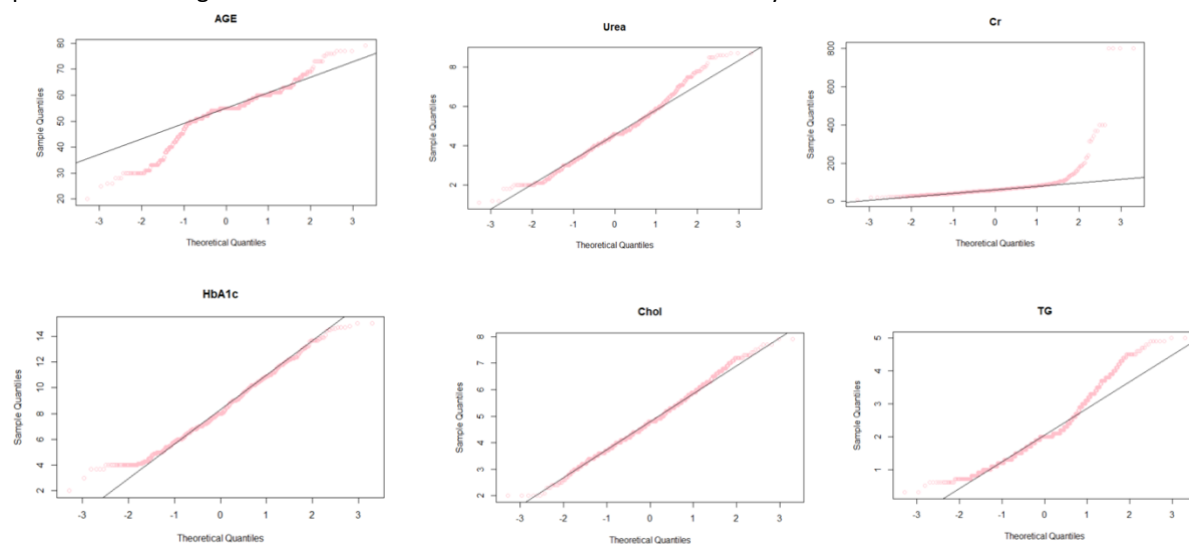 AGE
Urea
Cr
Sample Quantiles
80
70
60
50
40
30
20
-3 -2 -1 0 1 2 3
Theoretical Quantiles
Sample Quantiles
8
6
4
2
-3 -2 -1 0 1 2 3
Theoretical Quantiles
Sample Quantiles
800
600
400
200
0
-3 -2 -1 0 1 2 3
Theoretical Quantiles
HbA1c
Chol
TG
Sample Quantiles
14
12
10
8
6
4
2
-3 -2 -1 0 1 2 3
Theoretical Quantiles
Sample Quantiles
8
7
6
5
4
3
2
-3 -2 -1 0 1 2 3
Theoretical Quantiles
Sample Quantiles
5
4
3
2
1
-3 -2 -1 0 1 2 3
Theoretical Quantiles